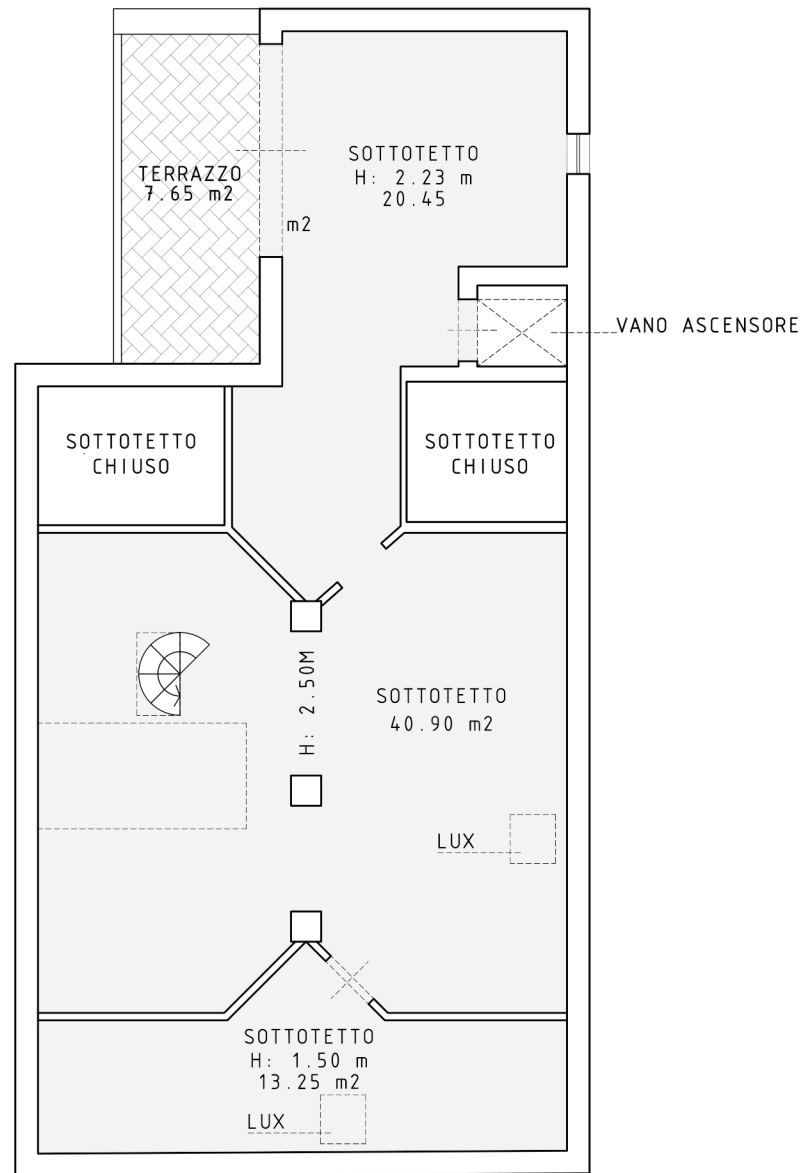 SOTTOTETTO
H: 2.23 m
20.45
TERRAZZO
7.65 m2
m2
VANO ASCENSORE
SOTTOTETTO
CHIUSO
SOTTOTETTO
CHIUSO
H: 2.50M
SOTTOTETTO
40.90 m2
LUX
SOTTOTETTO
H: 1.50 m
13.25 m2
LUX